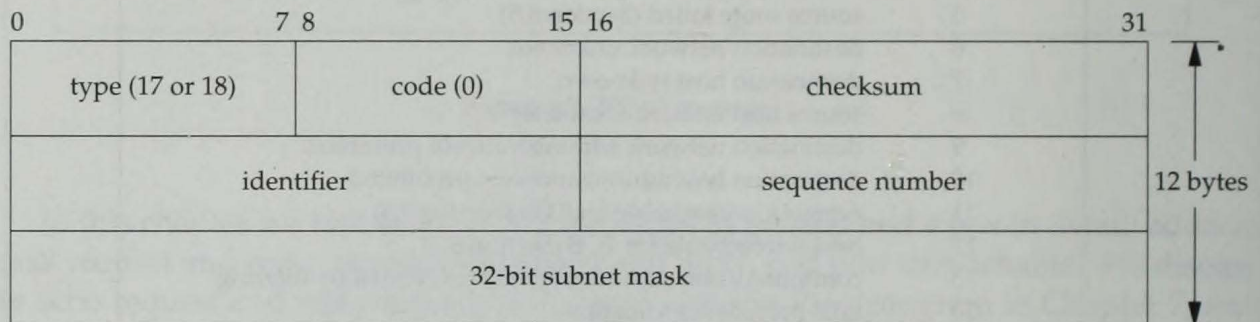 0 7 8 15 16 31
type (17 or 18) code (0) checksum
identifier sequence number 12 bytes
32-bit subnet mask